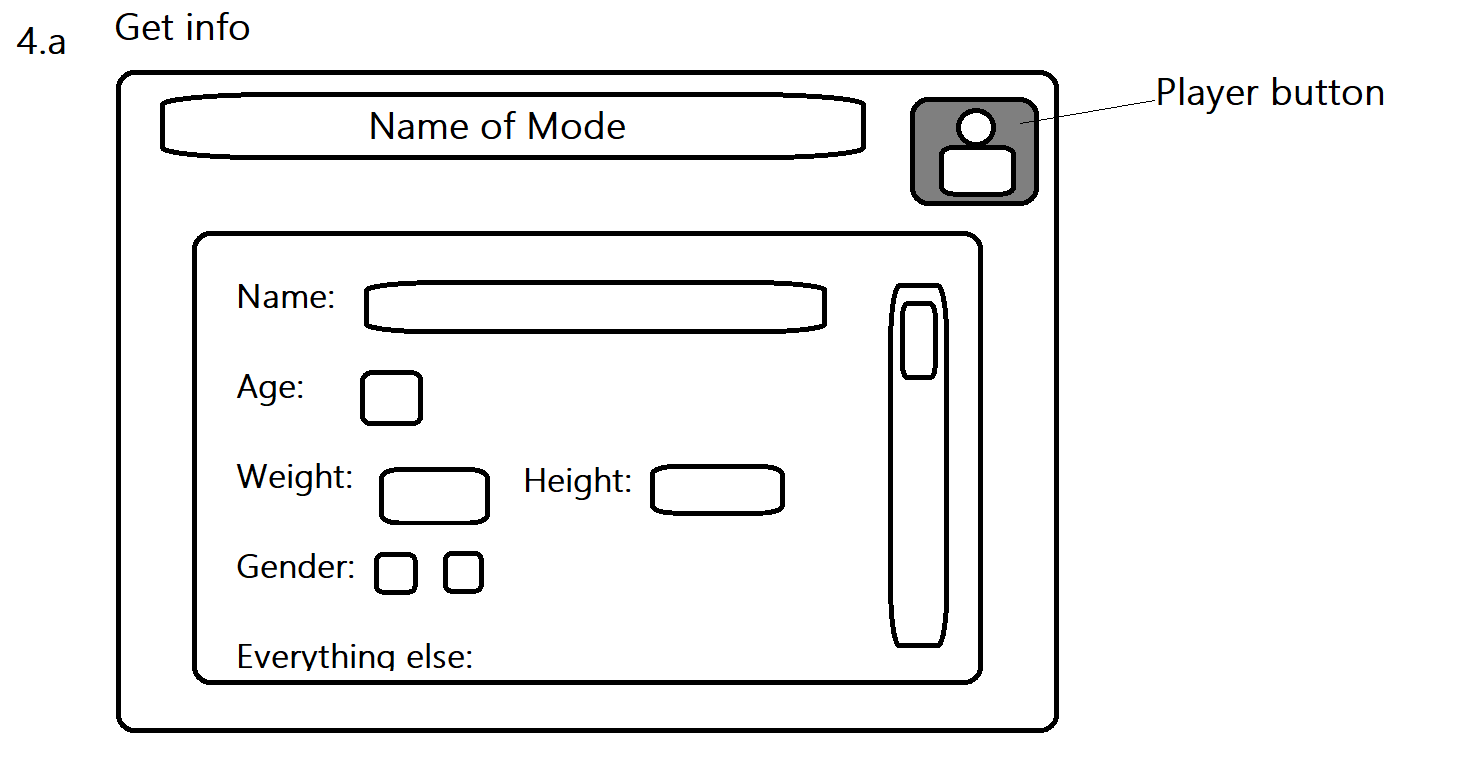 4.a Get info
Player button
Name of Mode
Name:
Age:
Weight: Height:
Gender:
Everything else: